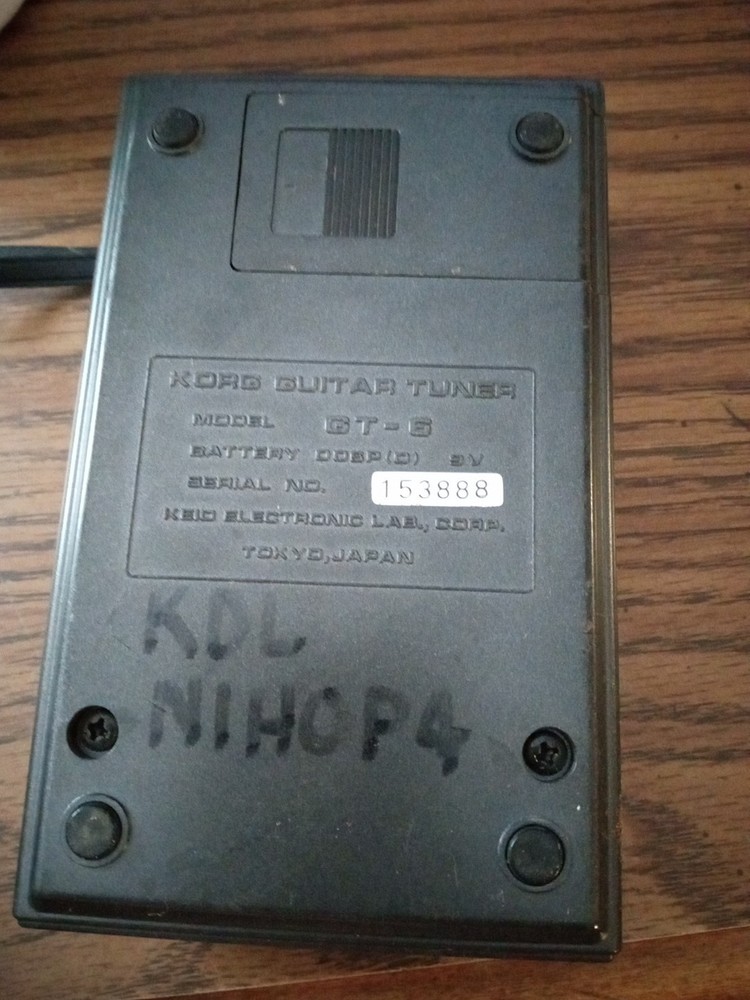 KORG GUITAR TUNER
MODEL GT-6
BATTERY 006P(D) 9V
SERIAL NO. 153888
KEIO ELECTRONIC LAB., CORP.
TOKYO, JAPAN
KDL
N1HOP4